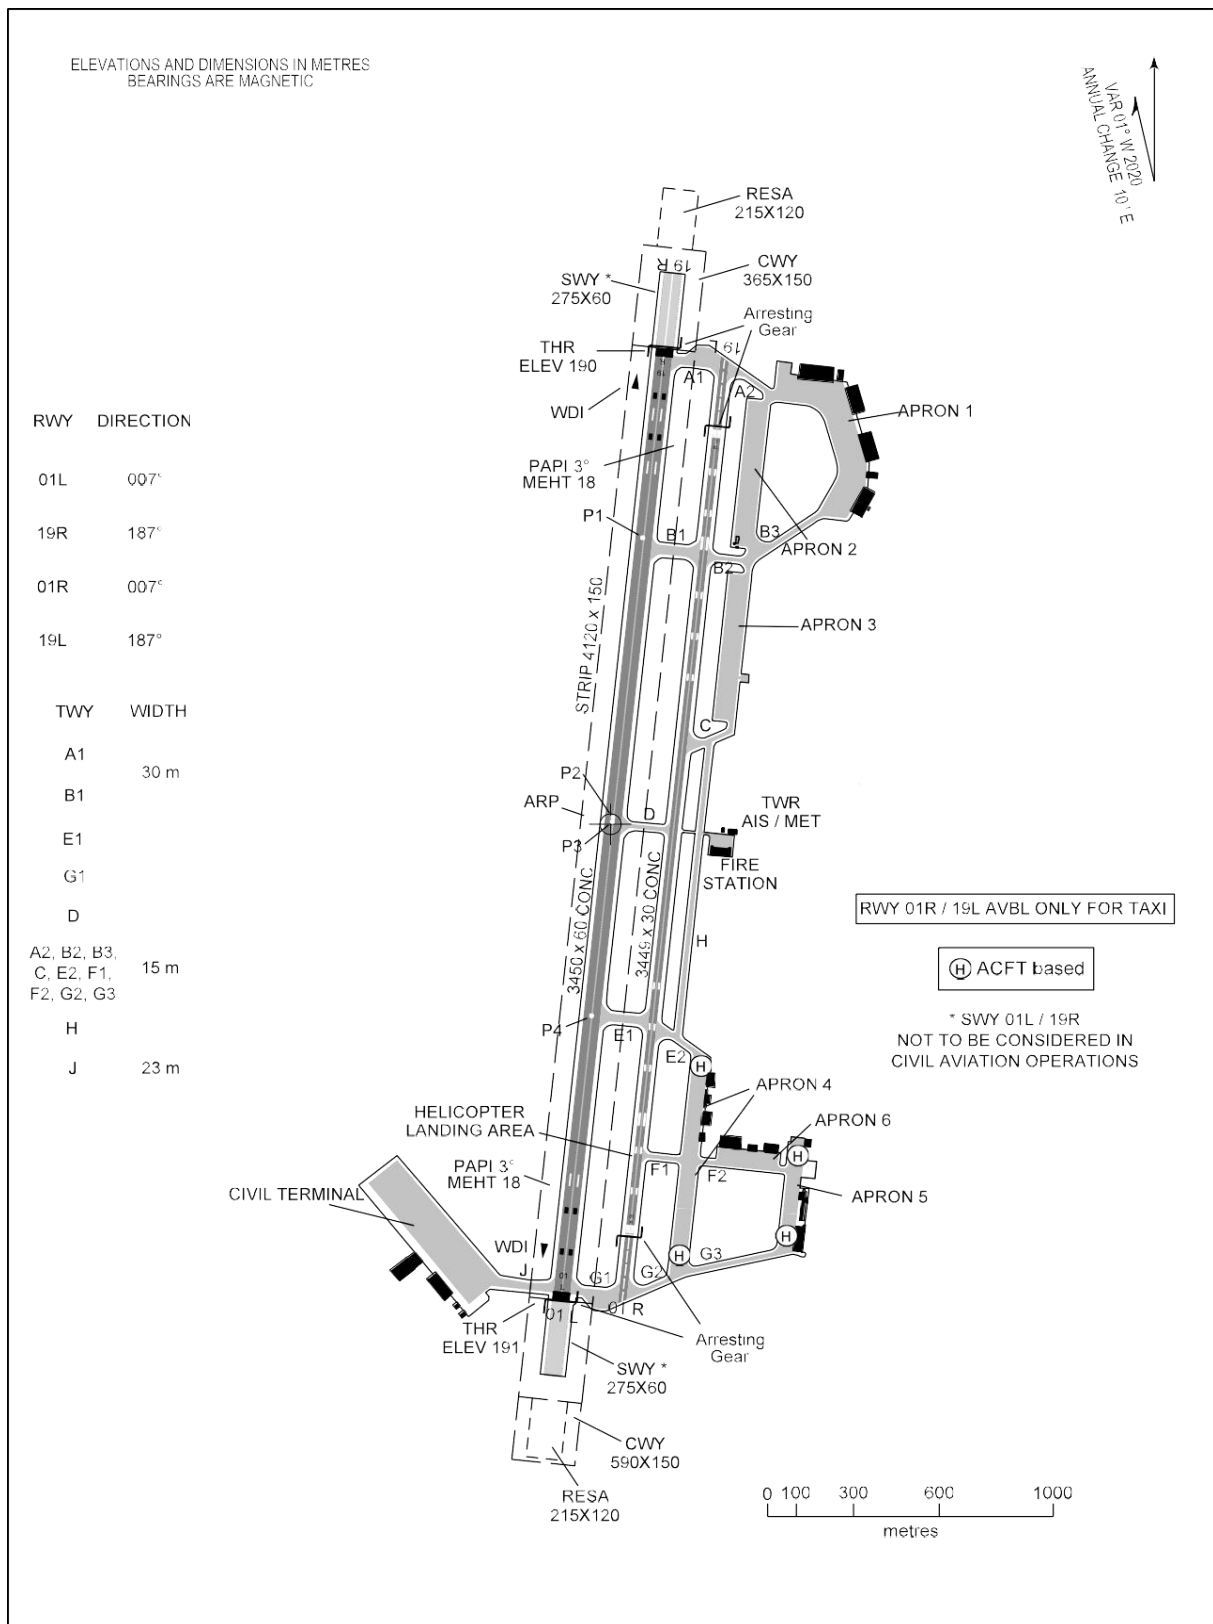 ELEVATIONS AND DIMENSIONS IN METRES
BEARINGS ARE MAGNETIC
VAR 01° W 2020
ANNUAL CHANGE 10' E
RESA
215X120
19 R
CWY
365X150
SWY *
275X60
Arresting
Gear
19 L
THR
ELEV 190
A1
A2
WDI
APRON 1
RWY DIRECTION
01L 007°
19R 187°
01R 007°
19L 187°
PAPI 3°
MEHT 18
P1
B1
B3
APRON 2
B2
STRIP 4120 x 150
APRON 3
C
TWY WIDTH
A1
30 m
B1
E1
G1
D
A2, B2, B3,
C, E2, F1, 15 m
F2, G2, G3
H
J 23 m
P2
ARP
D
P3
TWR
AIS / MET
FIRE
STATION
3450 x 60 CONC
3449 x 30 CONC
H
RWY 01R / 19L AVBL ONLY FOR TAXI
H ACFT based
* SWY 01L / 19R
NOT TO BE CONSIDERED IN
CIVIL AVIATION OPERATIONS
P4
E1
E2
H
APRON 4
HELICOPTER
LANDING AREA
APRON 6
H
PAPI 3°
MEHT 18
F1
F2
APRON 5
CIVIL TERMINAL
WDI
H
H
G3
J
G1
G2
01 L
01 R
THR
ELEV 191
Arresting
Gear
SWY *
275X60
CWY
590X150
RESA
215X120
0 100 300 600 1000
metres